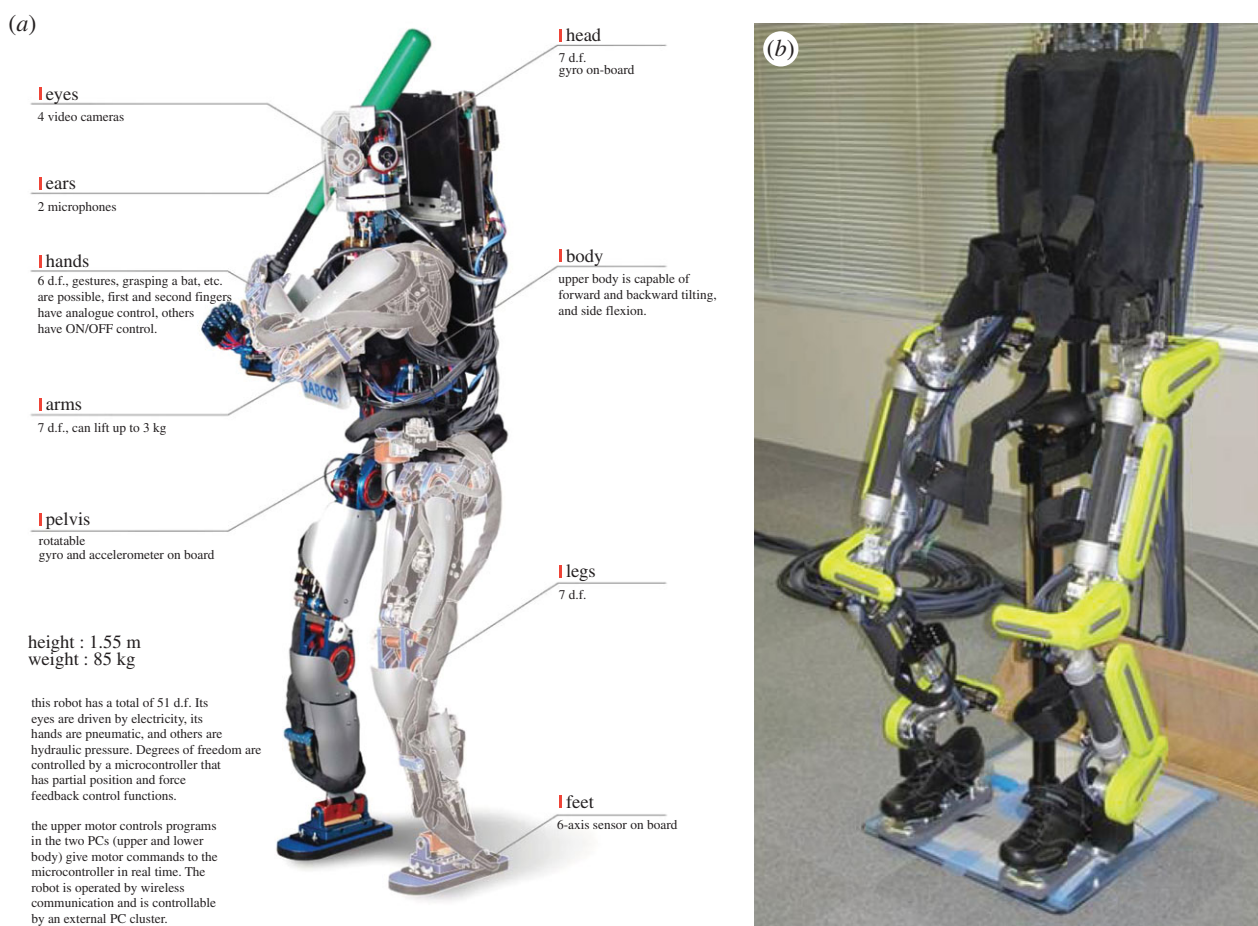 (a)
head
7 d.f.
gyro on-board
eyes
4 video cameras
ears
2 microphones
hands
6 d.f., gestures, grasping a bat, etc.
are possible, first and second fingers
have analogue control, others
have ON/OFF control.
body
upper body is capable of
forward and backward tilting,
and side flexion.
SARCOS
arms
7 d.f., can lift up to 3 kg
pelvis
rotatable
gyro and accelerometer on board
legs
7 d.f.
height : 1.55 m
weight : 85 kg
this robot has a total of 51 d.f. Its
eyes are driven by electricity, its
hands are pneumatic, and others are
hydraulic pressure. Degrees of freedom are
controlled by a microcontroller that
has partial position and force
feedback control functions.
feet
6-axis sensor on board
the upper motor controls programs
in the two PCs (upper and lower
body) give motor commands to the
microcontroller in real time. The
robot is operated by wireless
communication and is controllable
by an external PC cluster.
(b)